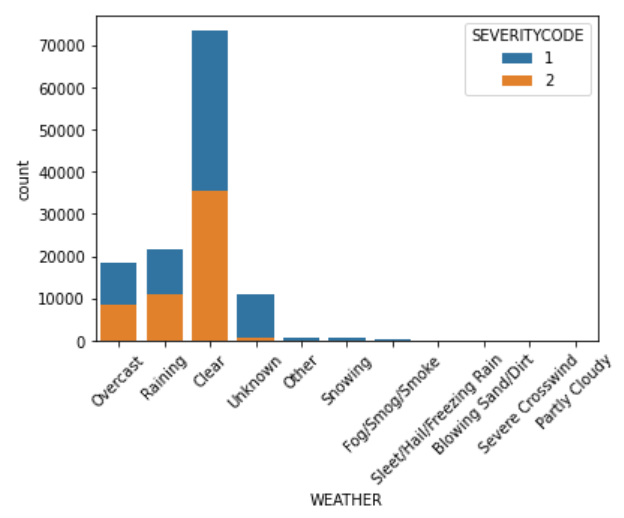 SEVERITYCODE
1
2
70000
60000
50000
40000
30000
20000
10000
0
count
Overcast
Raining
Clear
Unknown
Other
Snowing
Fog/Smog/Smoke
Sleet/Hail/Freezing Rain
Blowing Sand/Dirt
Severe Crosswind
Partly Cloudy
WEATHER